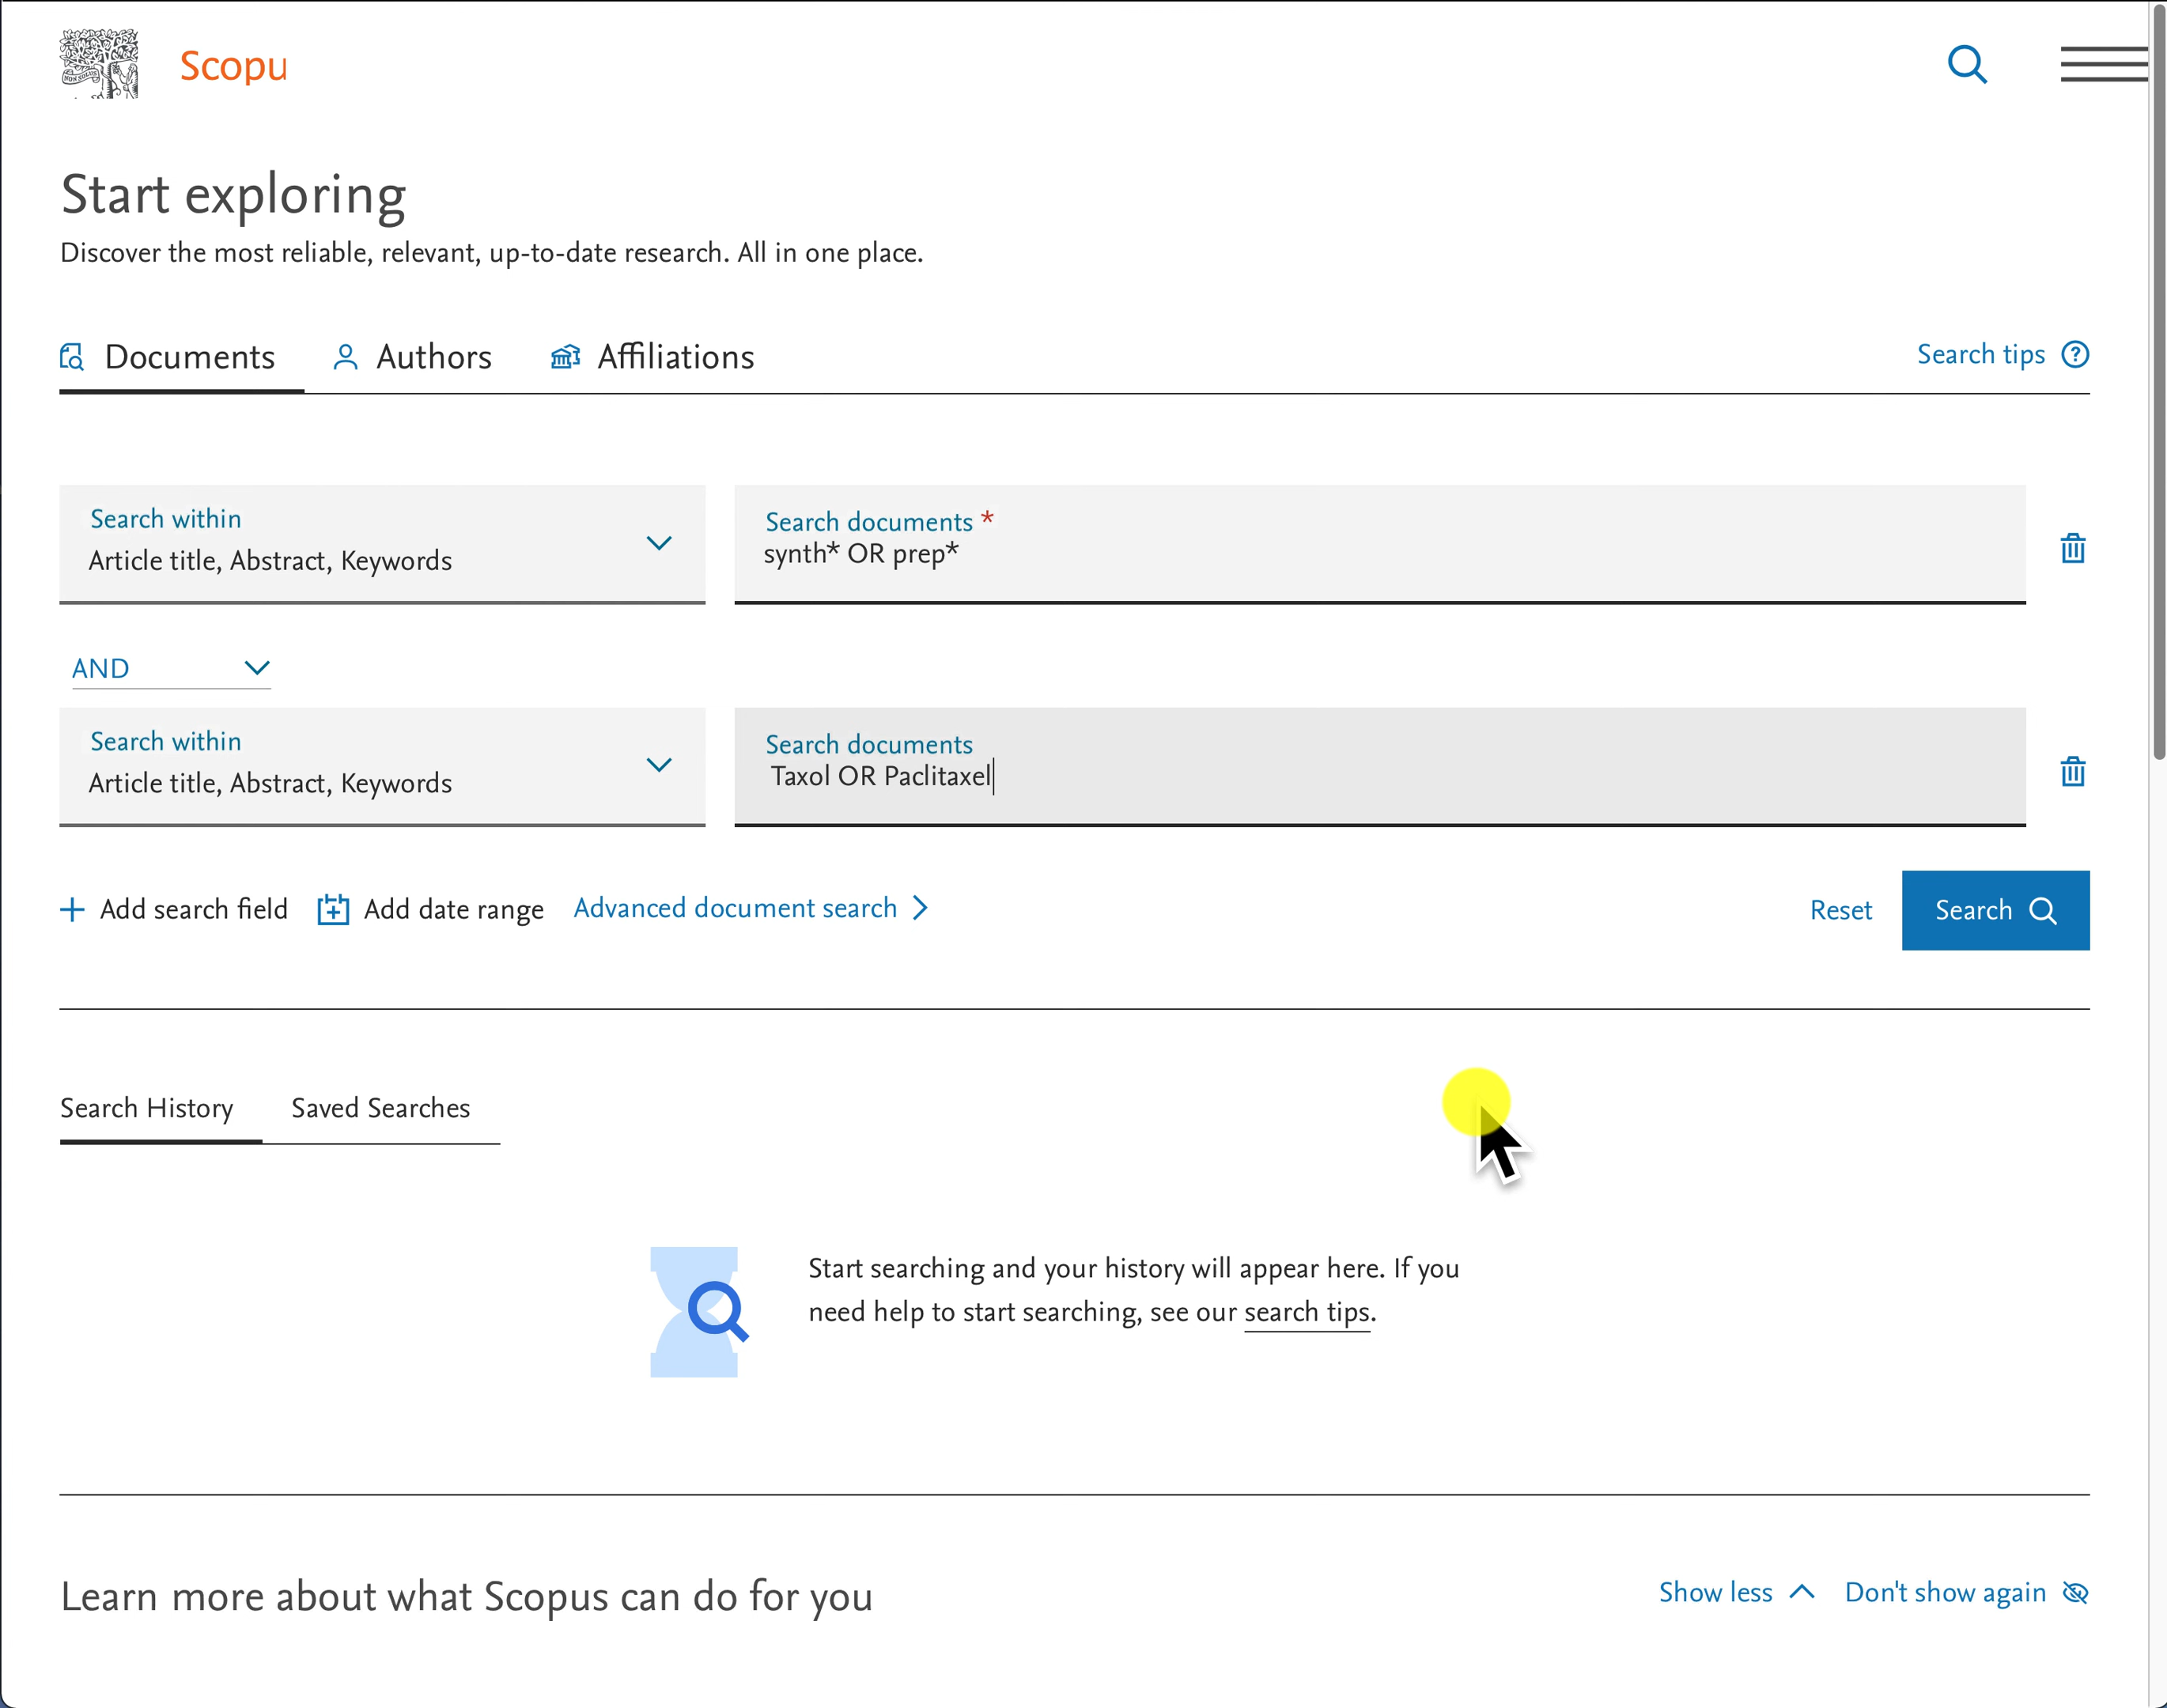 NON SOLUS
Scopu
Start exploring
Discover the most reliable, relevant, up-to-date research. All in one place.
Documents Authors Affiliations Search tips ?
Search within
Article title, Abstract, Keywords
Search documents *
synth* OR prep*
AND
Search within
Article title, Abstract, Keywords
Search documents
Taxol OR Paclitaxel
Add search field Add date range Advanced document search Reset Search
Search History Saved Searches
Start searching and your history will appear here. If you
need help to start searching, see our search tips.
Learn more about what Scopus can do for you Show less Don't show again